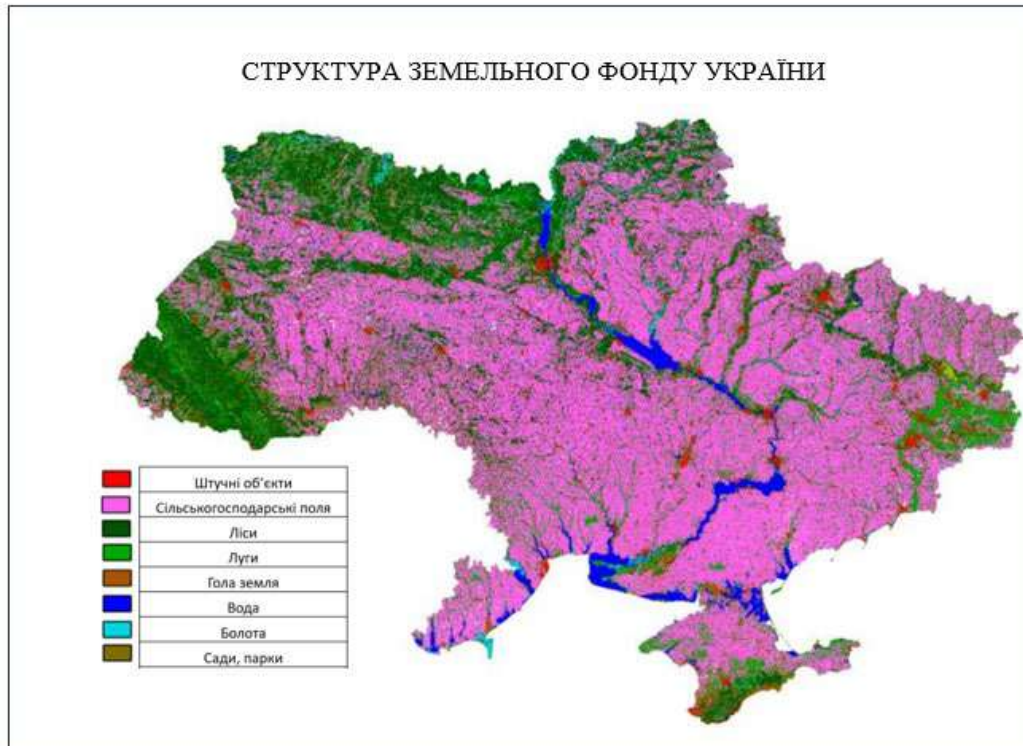 СТРУКТУРА ЗЕМЕЛЬНОГО ФОНДУ УКРАЇНИ
Штучні об'єкти
Сільськогосподарські поля
Ліси
Луги
Гола земля
Вода
Болота
Сади, парки